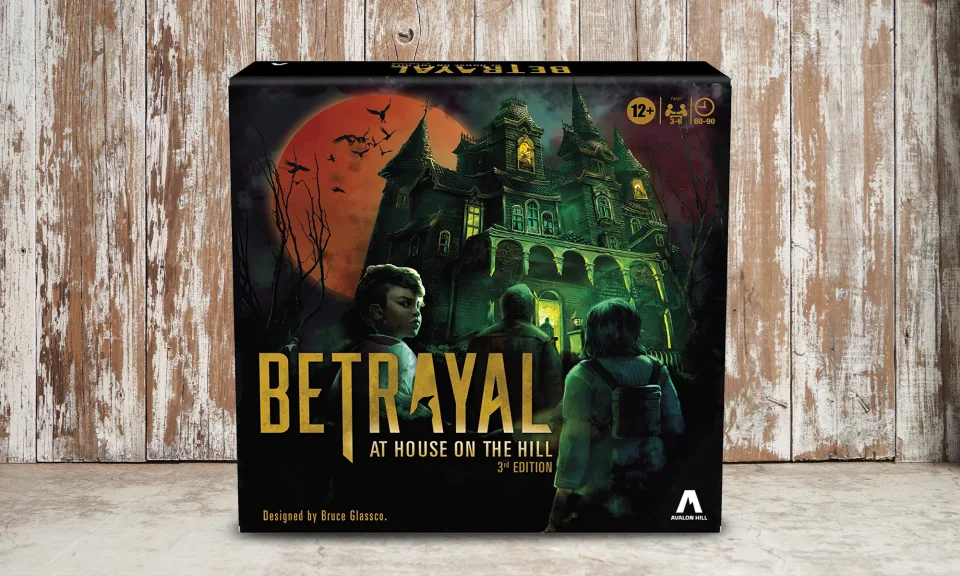 BETRAYAL
12+
3-6
60-90
BETRAYAL
AT HOUSE ON THE HILL
3rd EDITION
Designed by Bruce Glassco.
AVALON HILL